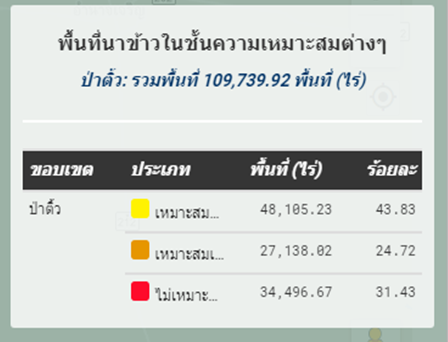 พื้นที่นาข้าวในชั้นความเหมาะสมต่างๆ
ป่าติ้ว: รวมพื้นที่ 109,739.92 พื้นที่ (ไร่)
ขอบเขต ประเภท พื้นที่ (ไร่) ร้อยละ
ป่าติ้ว เหมาะสม... 48,105.23 43.83
เหมาะสมเ... 27,138.02 24.72
ไม่เหมาะ... 34,496.67 31.43